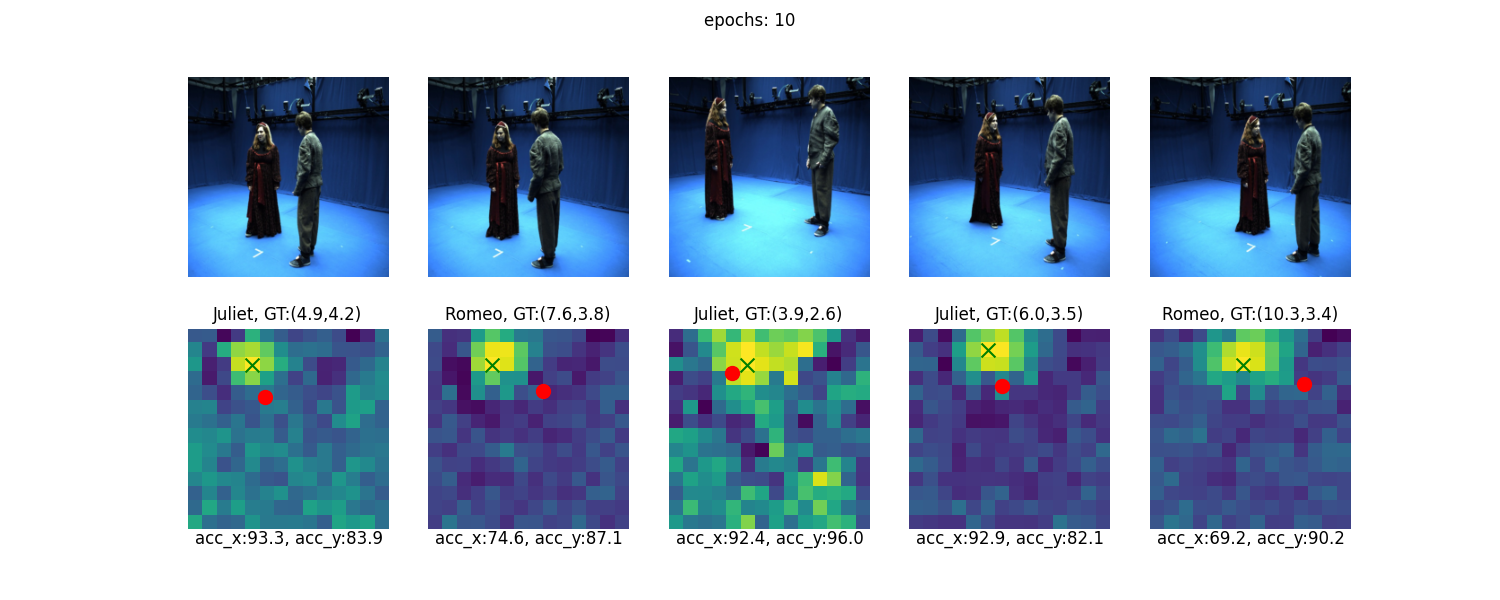 epochs: 10
Juliet, GT:(4.9,4.2)
Romeo, GT:(7.6,3.8)
Juliet, GT:(3.9,2.6)
Juliet, GT:(6.0,3.5)
Romeo, GT:(10.3,3.4)
acc_x:93.3, acc_y:83.9
acc_x:74.6, acc_y:87.1
acc_x:92.4, acc_y:96.0
acc_x:92.9, acc_y:82.1
acc_x:69.2, acc_y:90.2